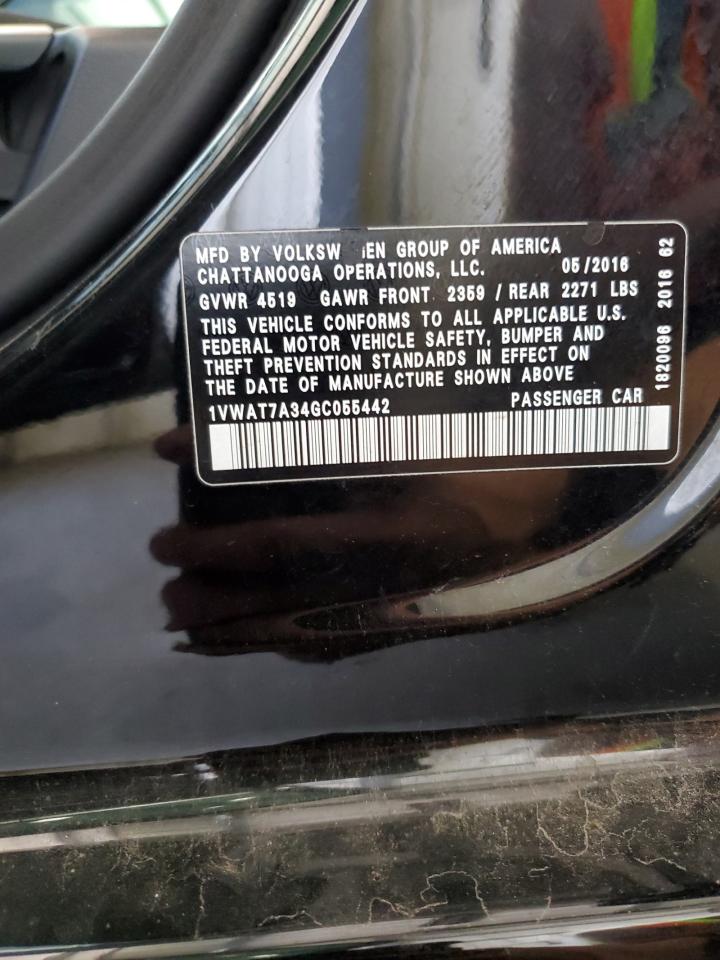 MFD BY VOLKSW EN GROUP OF AMERICA
CHATTANOOGA OPERATIONS, LLC. 05/2016
GVWR 4519 GAWR FRONT 2359 / REAR 2271 LBS
THIS VEHICLE CONFORMS TO ALL APPLICABLE U.S.
FEDERAL MOTOR VEHICLE SAFETY, BUMPER AND
THEFT PREVENTION STANDARDS IN EFFECT ON
THE DATE OF MANUFACTURE SHOWN ABOVE
1VWAT7A34GC055442 PASSENGER CAR
1820096 2016 62